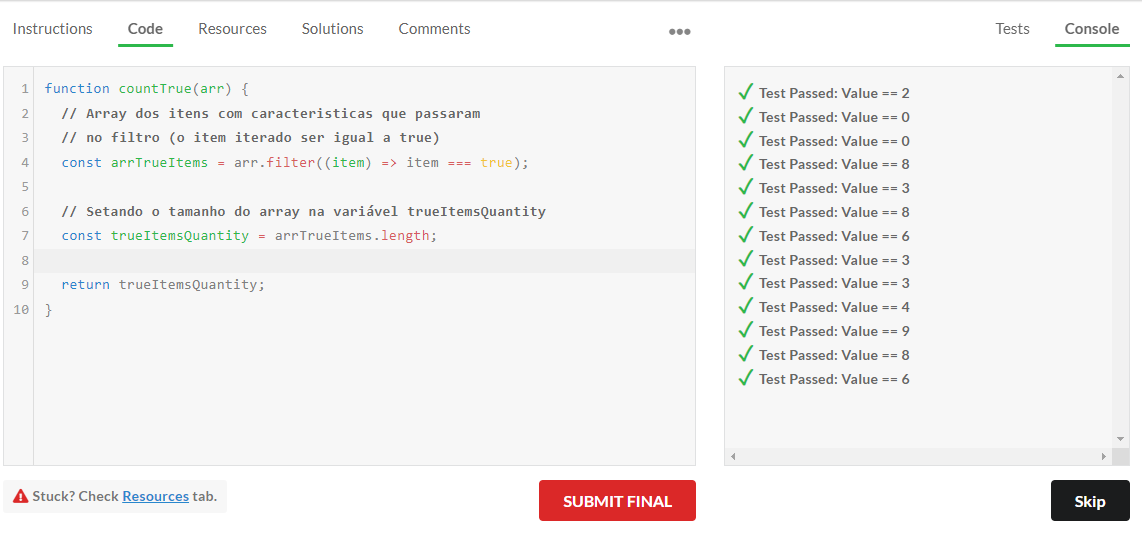 Instructions Code Resources Solutions Comments ••• Tests Console
1 function countTrue(arr) {
2 // Array dos itens com caracteristicas que passaram
3 // no filtro (o item iterado ser igual a true)
4 const arrTrueItems = arr.filter((item) => item === true);
5
6 // Setando o tamanho do array na variável trueItemsQuantity
7 const trueItemsQuantity = arrTrueItems.length;
8
9 return trueItemsQuantity;
10 }
Test Passed: Value == 2
Test Passed: Value == 0
Test Passed: Value == 0
Test Passed: Value == 8
Test Passed: Value == 3
Test Passed: Value == 8
Test Passed: Value == 6
Test Passed: Value == 3
Test Passed: Value == 3
Test Passed: Value == 4
Test Passed: Value == 9
Test Passed: Value == 8
Test Passed: Value == 6
Stuck? Check Resources tab.
SUBMIT FINAL
Skip